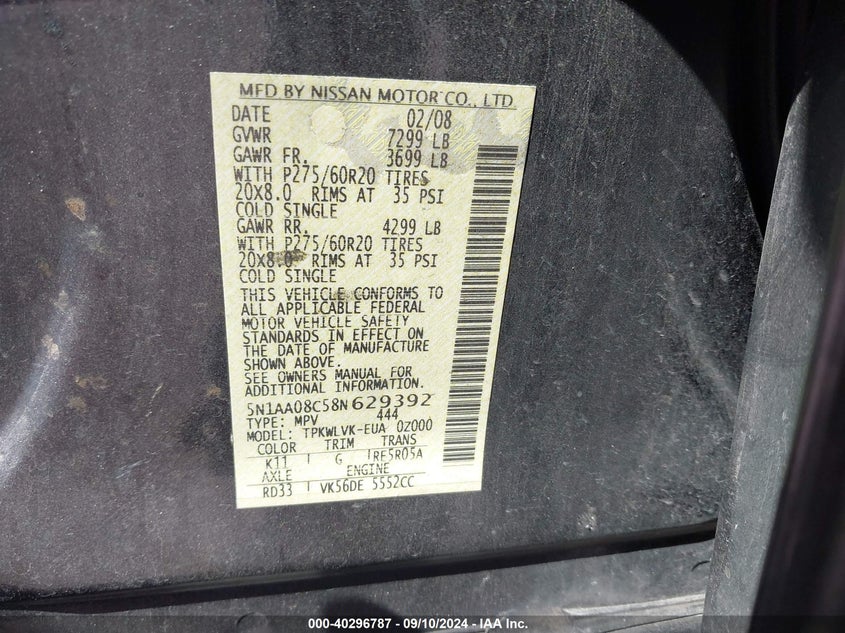 MFD BY NISSAN MOTOR CO., LTD.
DATE 02/08
GVWR 7299 LB
GAWR FR. 3699 LB
WITH P275/60R20 TIRES
20X8.0 RIMS AT 35 PSI
COLD SINGLE
GAWR RR. 4299 LB
WITH P275/60R20 TIRES
20X8.0 RIMS AT 35 PSI
COLD SINGLE
THIS VEHICLE CONFORMS TO
ALL APPLICABLE FEDERAL
MOTOR VEHICLE SAFETY
STANDARDS IN EFFECT ON
THE DATE OF MANUFACTURE
SHOWN ABOVE.
SEE OWNERS MANUAL FOR
ADDITIONAL INFORMATION.
5N1AA08C58N629392
TYPE: MPV 444
MODEL: TPKWLVK-EUA 0Z000
COLOR TRIM TRANS
K11 G RE5R05A
AXLE ENGINE
RD33 VK56DE 5552CC
000-40296787 - 09/10/2024 - IAA Inc.